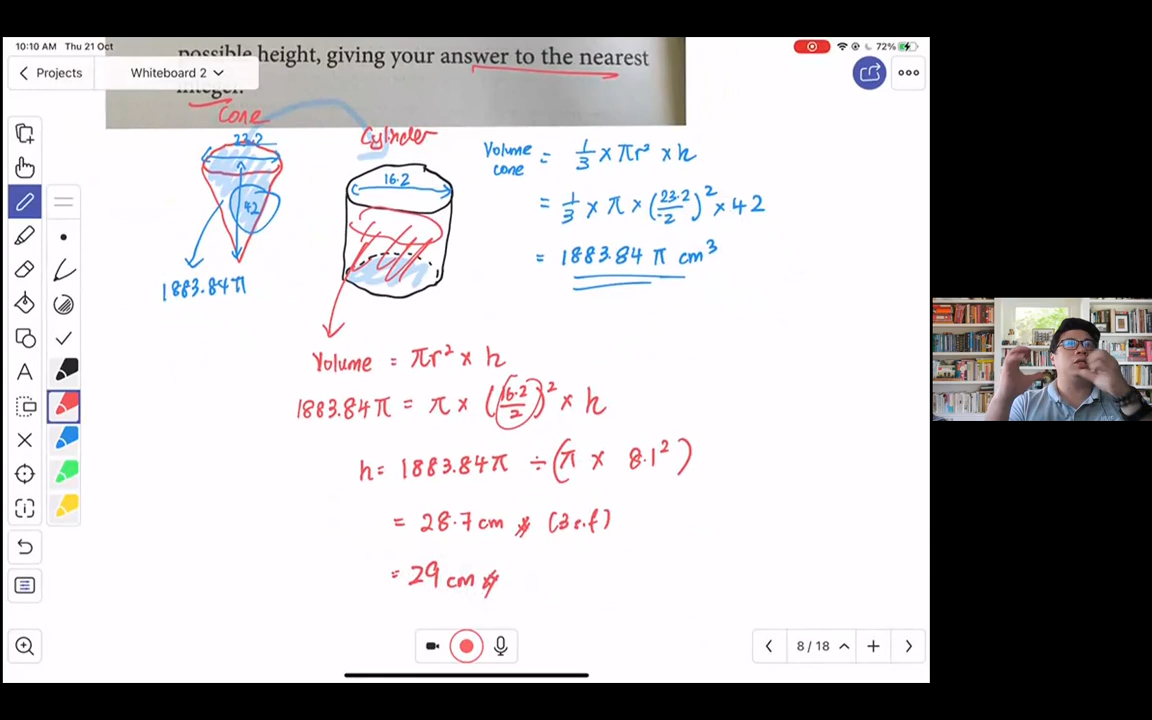 10:10 AM Thu 21 Oct
72%
possible height, giving your answer to the nearest
integer.
Projects
Whiteboard 2
Cone
23.2
42
1883.84π
Cylinder
16.2
Volume cone = 1/3 × πr² × h
= 1/3 × π × (23.2/2)² × 42
= 1883.84 π cm³
Volume = πr² × h
1883.84π = π × (16.2/2)² × h
h = 1883.84π ÷ (π × 8.1²)
= 28.7 cm (3 s.f)
= 29 cm
8/18